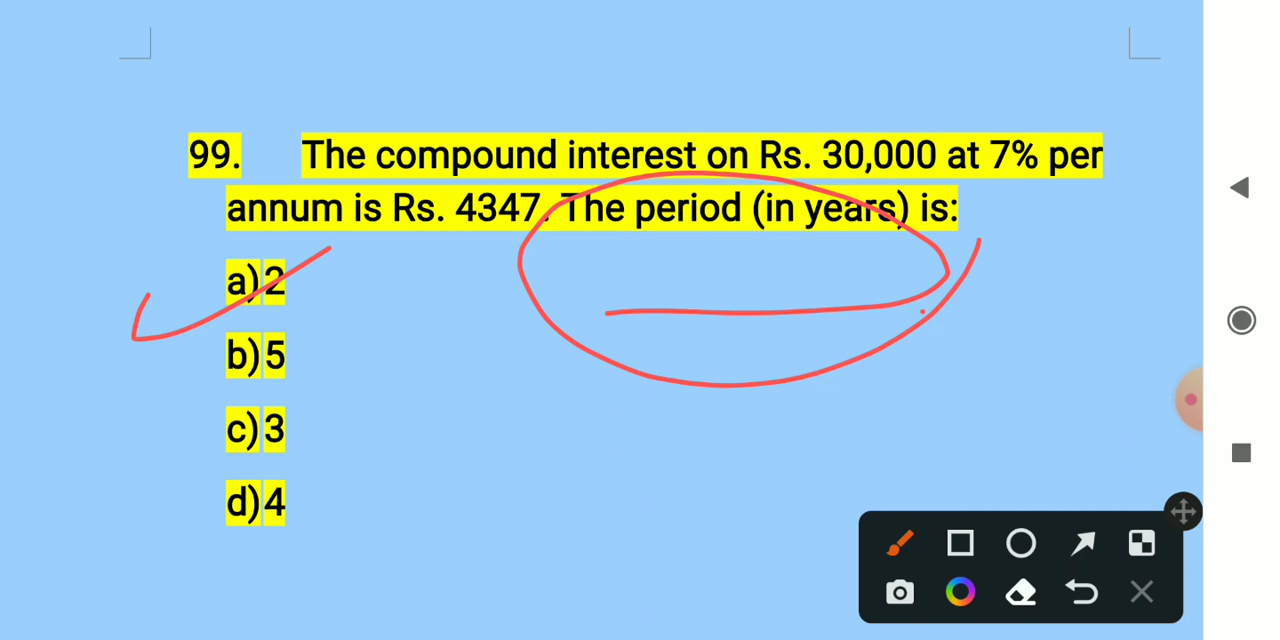 99. The compound interest on Rs. 30,000 at 7% per
annum is Rs. 4347. The period (in years) is:
a) 2
b) 5
c) 3
d) 4